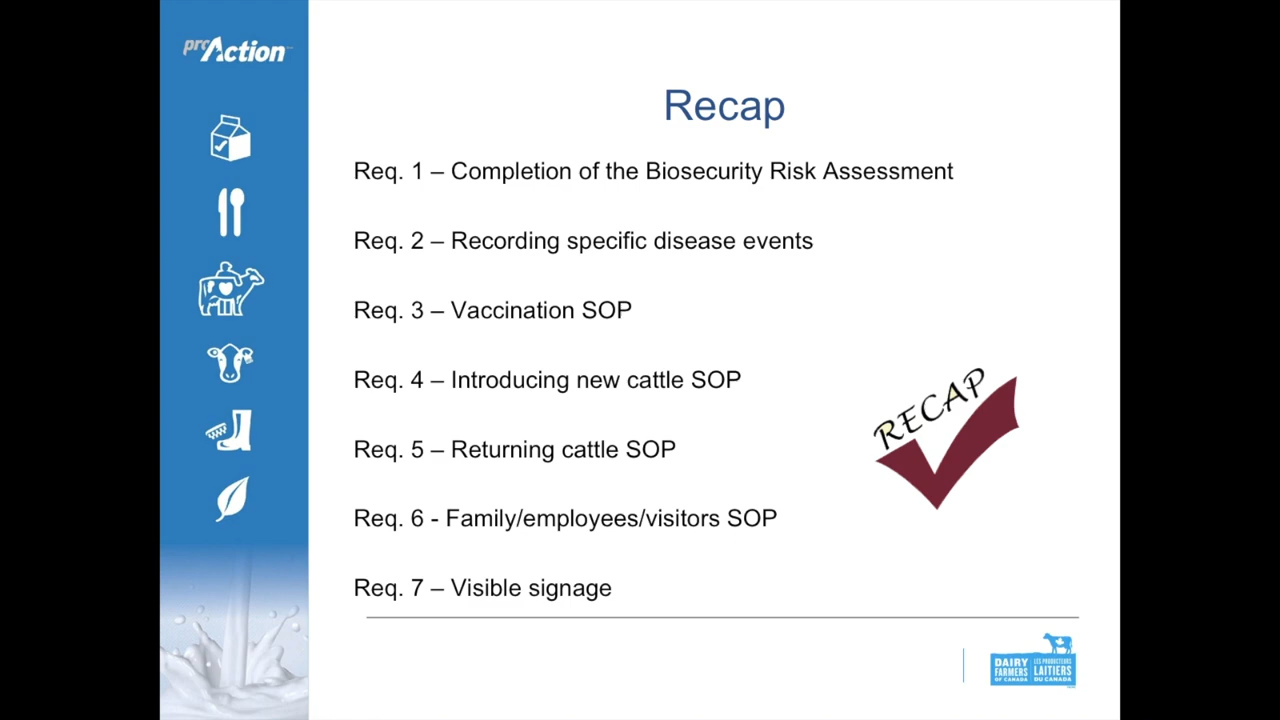 proAction
Recap
Req. 1 – Completion of the Biosecurity Risk Assessment
Req. 2 – Recording specific disease events
Req. 3 – Vaccination SOP
Req. 4 – Introducing new cattle SOP
RECAP
Req. 5 – Returning cattle SOP
Req. 6 - Family/employees/visitors SOP
Req. 7 – Visible signage
DAIRY
FARMERS
OF CANADA
LES PRODUCTEURS
LAITIERS
DU CANADA